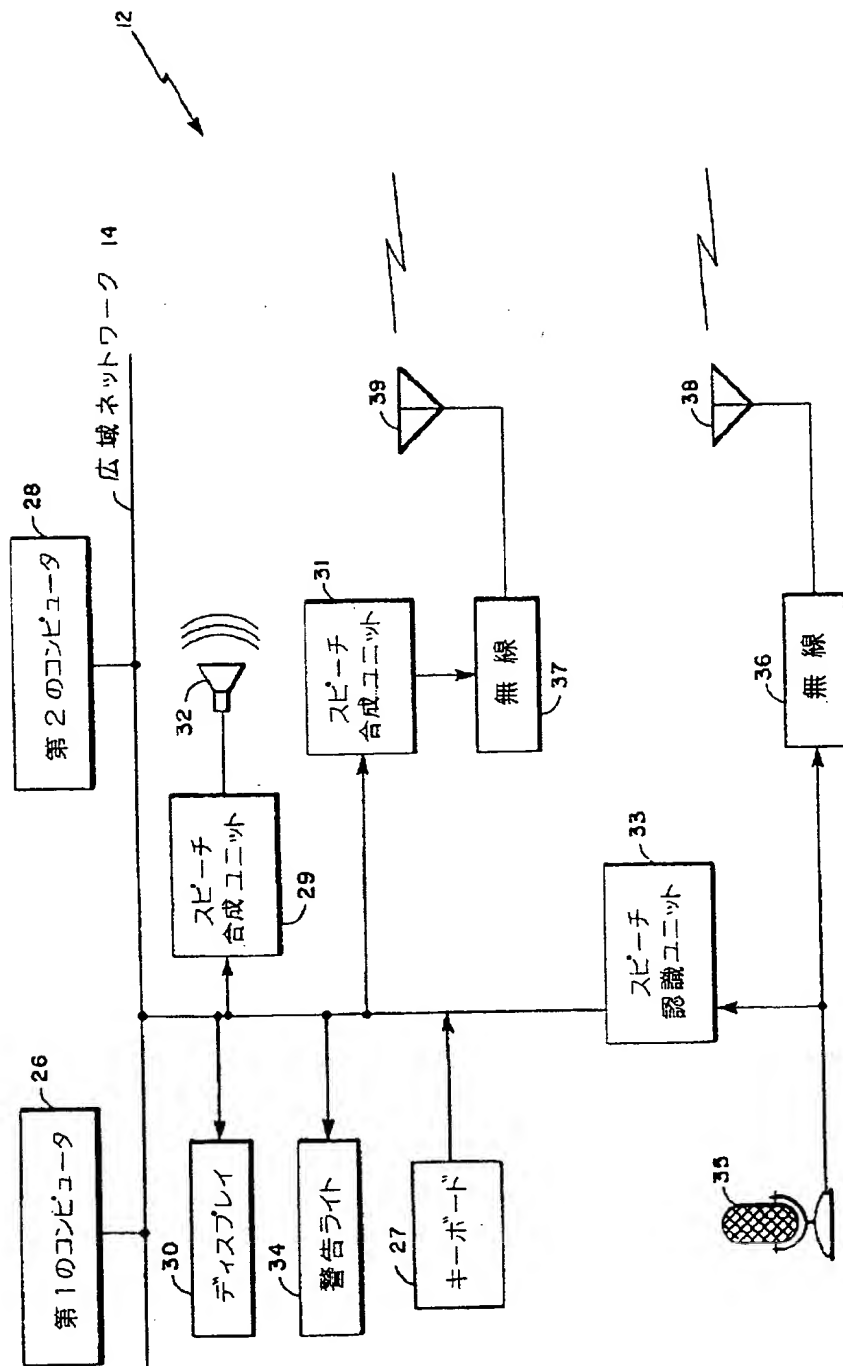 12
第1のコンピュータ
26
第2のコンピュータ
28
広域ネットワーク 14
30
ディスプレイ
スピーチ
合成ユニット
29
32
34
警告ライト
スピーチ
合成ユニット
31
39
27
キーボード
無線
37
スピーチ
認識ユニット
33
35
無線
36
38